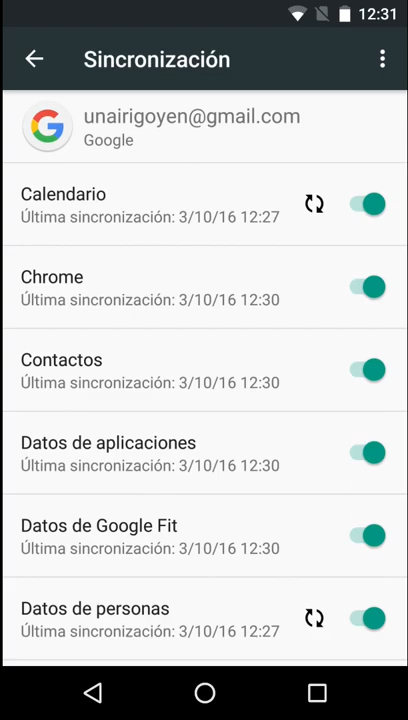 12:31
Sincronización
unairigoyen@gmail.com
Google
Calendario
Última sincronización: 3/10/16 12:27
Chrome
Última sincronización: 3/10/16 12:30
Contactos
Última sincronización: 3/10/16 12:30
Datos de aplicaciones
Última sincronización: 3/10/16 12:30
Datos de Google Fit
Última sincronización: 3/10/16 12:30
Datos de personas
Última sincronización: 3/10/16 12:27